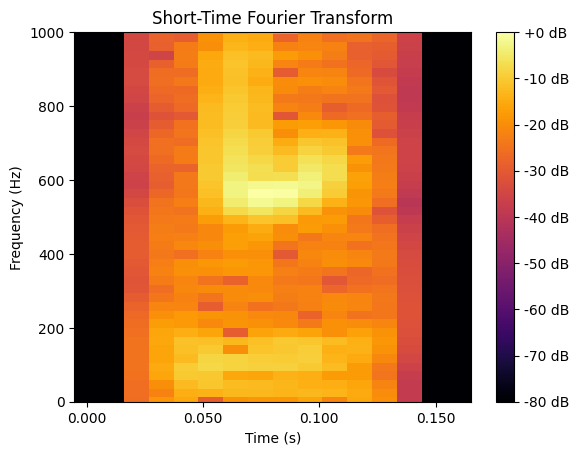 Short-Time Fourier Transform
1000
800
600
400
200
0
Frequency (Hz)
0.000
0.050
0.100
0.150
Time (s)
+0 dB
-10 dB
-20 dB
-30 dB
-40 dB
-50 dB
-60 dB
-70 dB
-80 dB